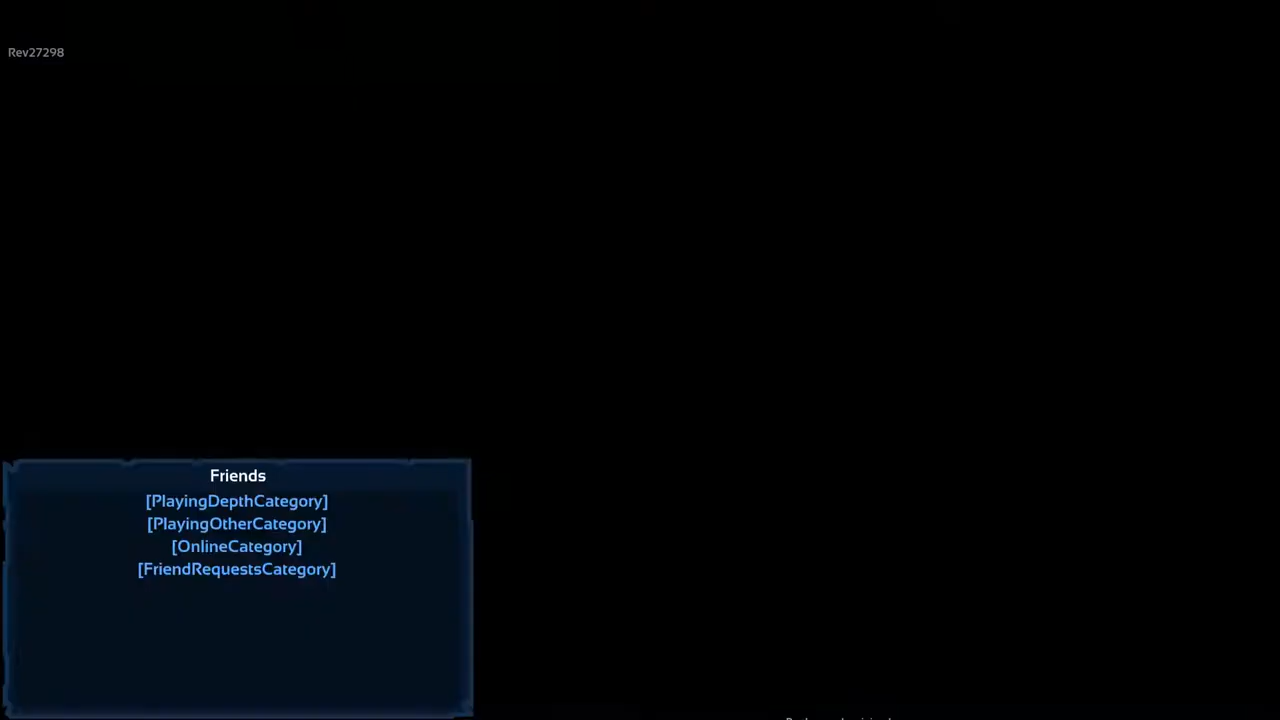 Rev27298
Friends
[PlayingDepthCategory]
[PlayingOtherCategory]
[OnlineCategory]
[FriendRequestsCategory]